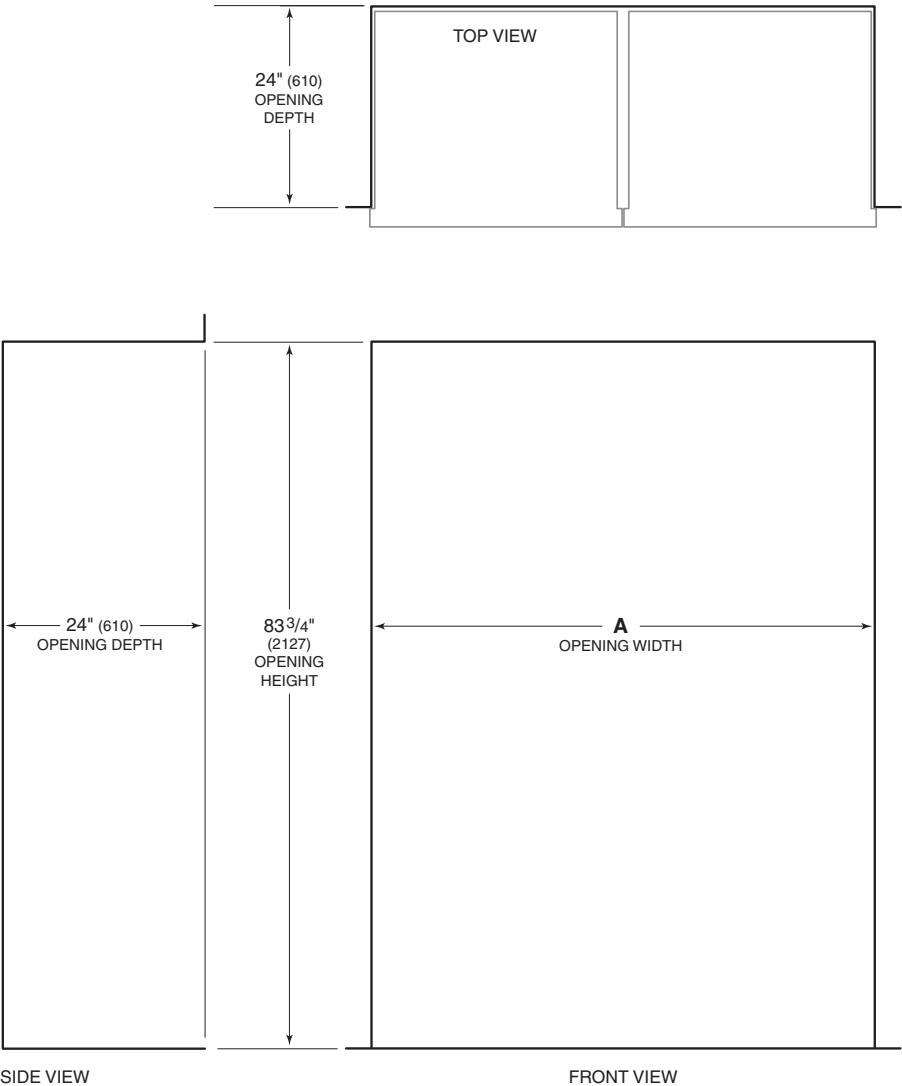 TOP VIEW
24" (610)
OPENING
DEPTH
24" (610)
OPENING DEPTH
83 3/4"
(2127)
OPENING
HEIGHT
A
OPENING WIDTH
SIDE VIEW
FRONT VIEW